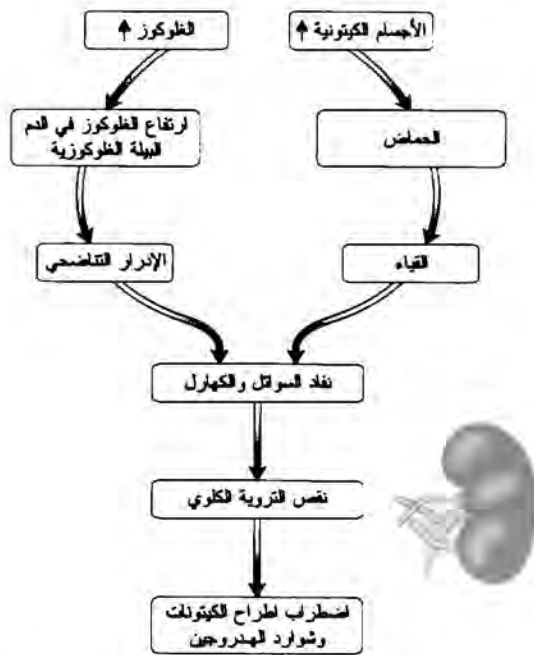 الأجسام الكيتونية ↑
الغلوكوز ↑
الحماض
ارتفاع الغلوكوز في الدم
البيلة الغلوكوزية
القياء
الإدرار التناضحي
نفاد السوائل والكهارل
نقص التروية الكلوي
اضطراب اطراح الكيتونات
وشوارد الهدروجين